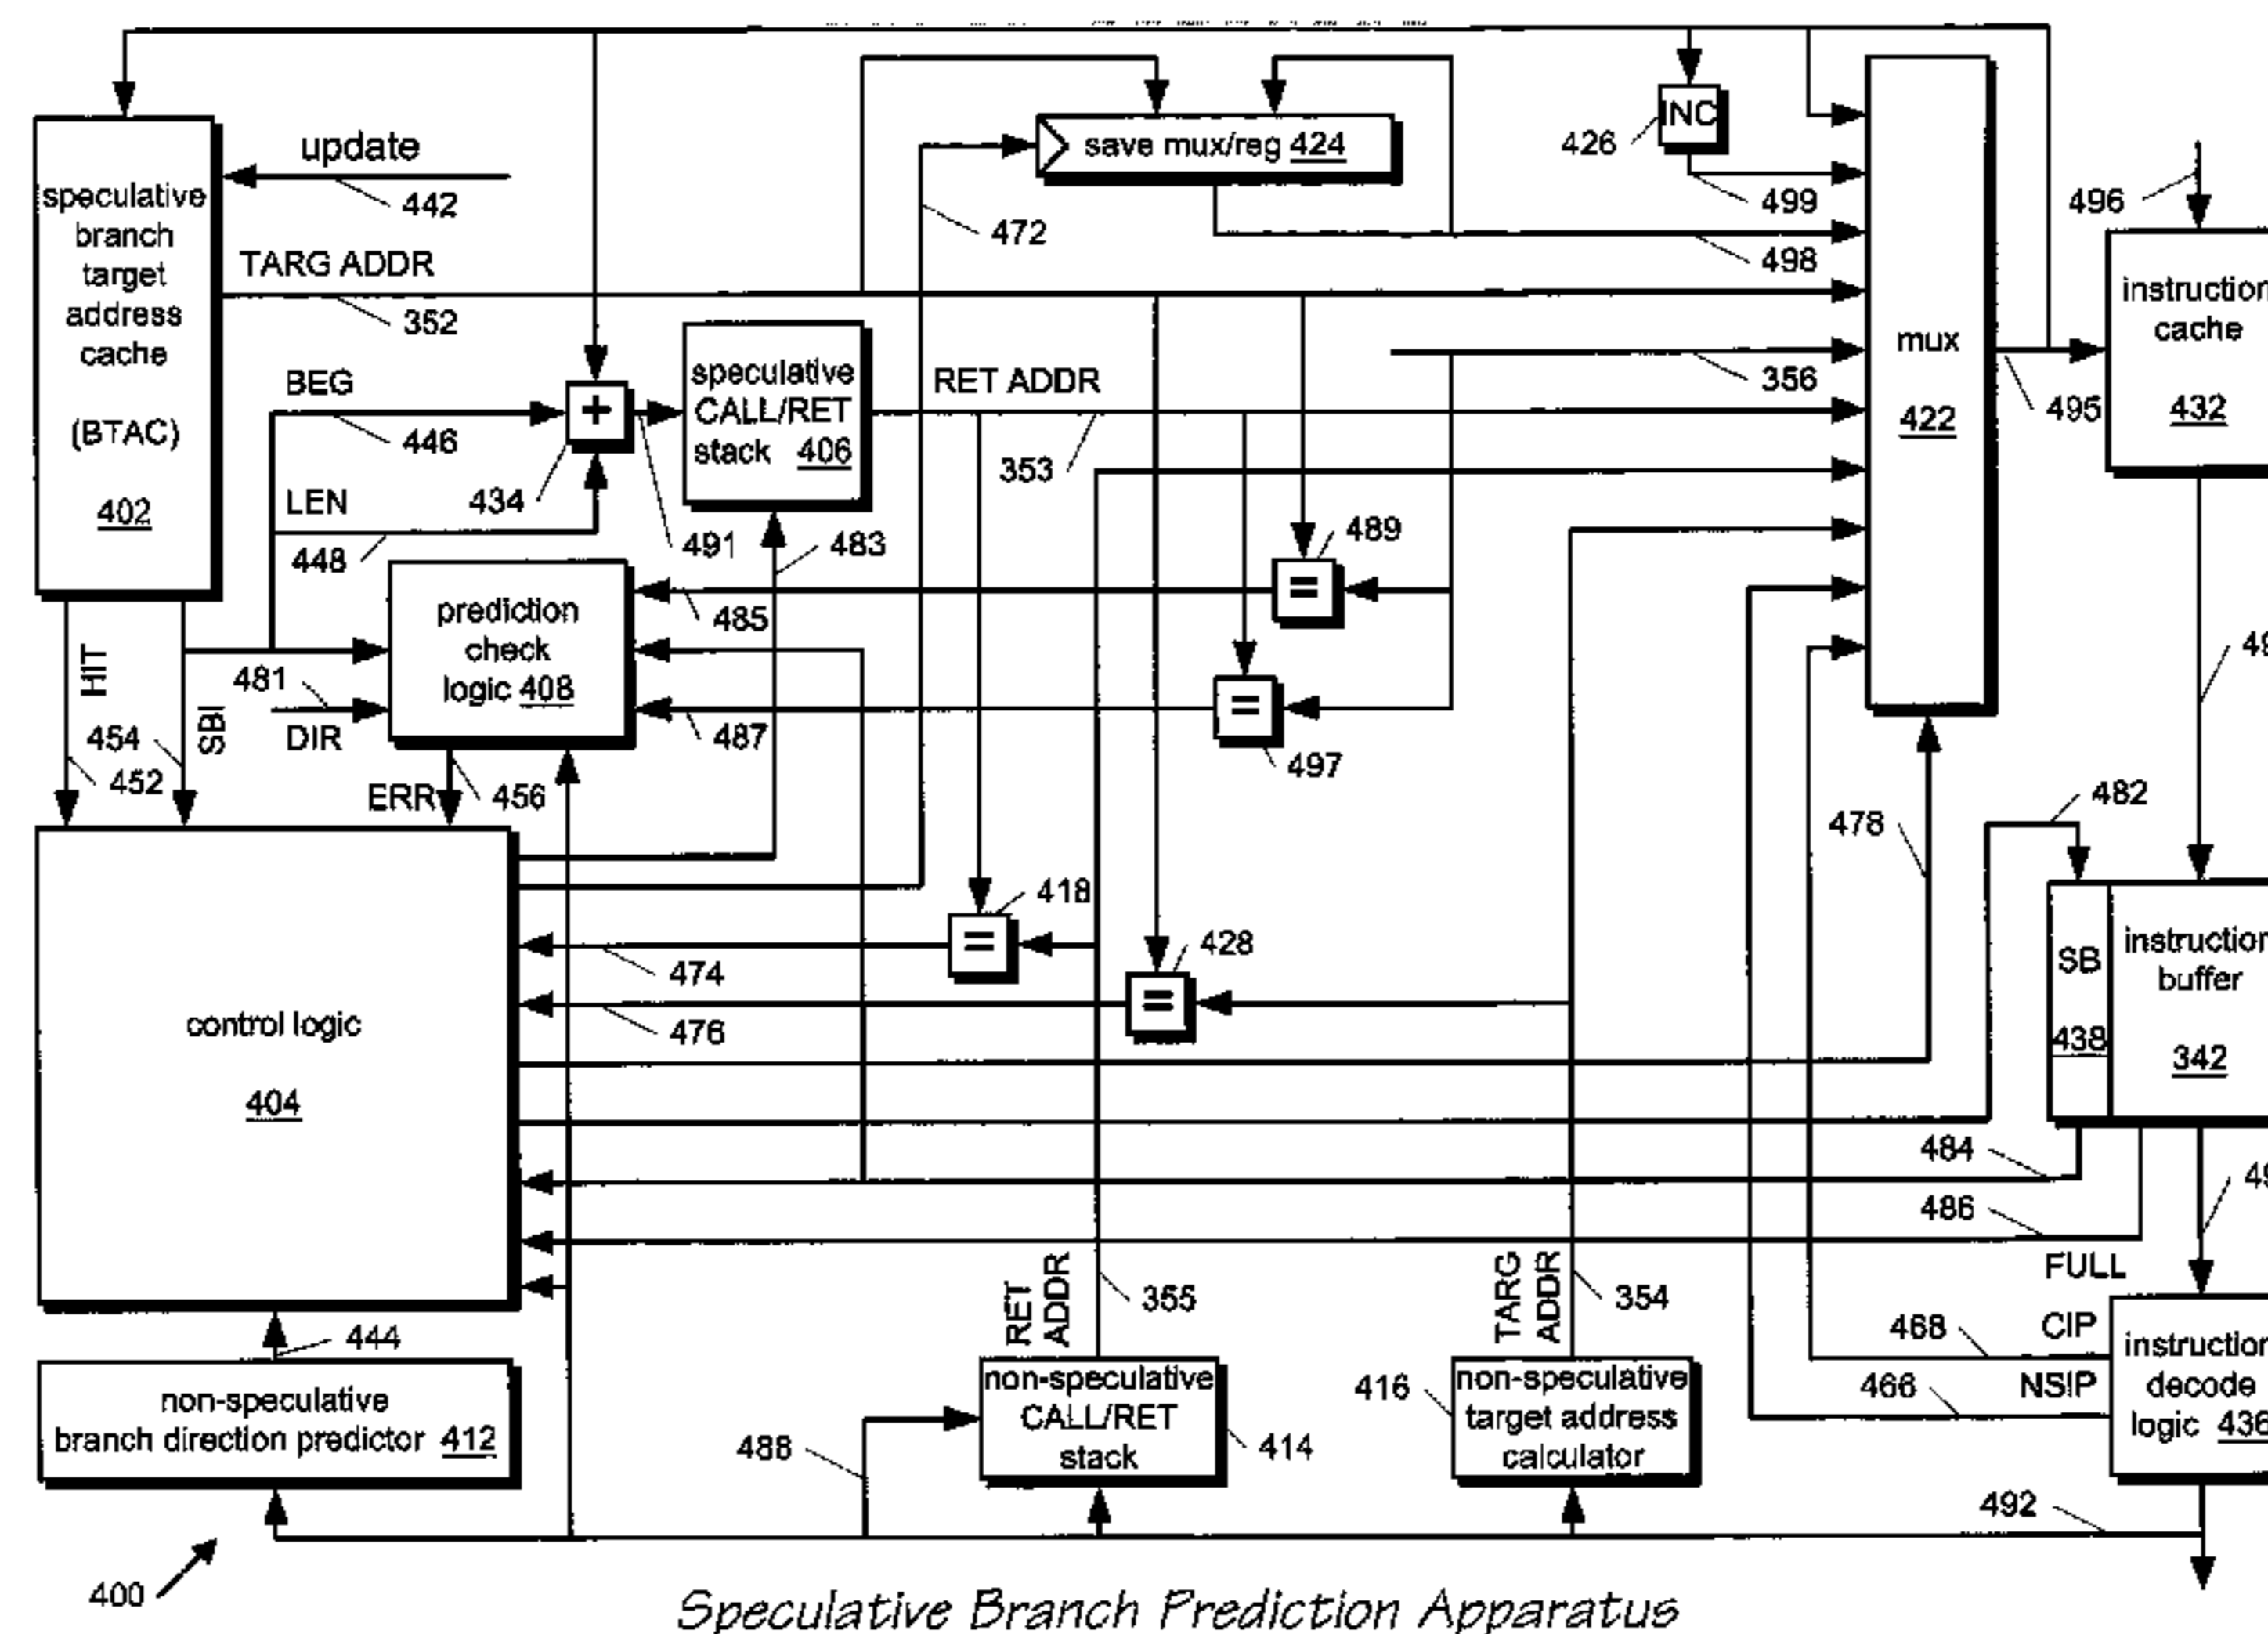 INC
426
update
442
save mux/reg 424
499
496
speculative
branch
target
address
cache
(BTAC)
402
472
498
TARG ADDR
352
instruction
cache
432
mux
422
495
356
BEG
446
+
434
speculative
CALL/RET
stack 406
RET ADDR
353
LEN
448
491
483
489
=
485
prediction
check
logic 408
481
DIR
487
=
497
HIT
SBI
454
452
ERR
456
482
478
418
=
474
428
=
476
control logic
404
SB
438
instruction
buffer
342
484
486
FULL
RET
ADDR
355
TARG
ADDR
354
468
CIP
466
NSIP
instruction
decode
logic 436
444
non-speculative
branch direction predictor 412
488
non-speculative
CALL/RET
stack
414
416
non-speculative
target address
calculator
492
400
Speculative Branch Prediction Apparatus